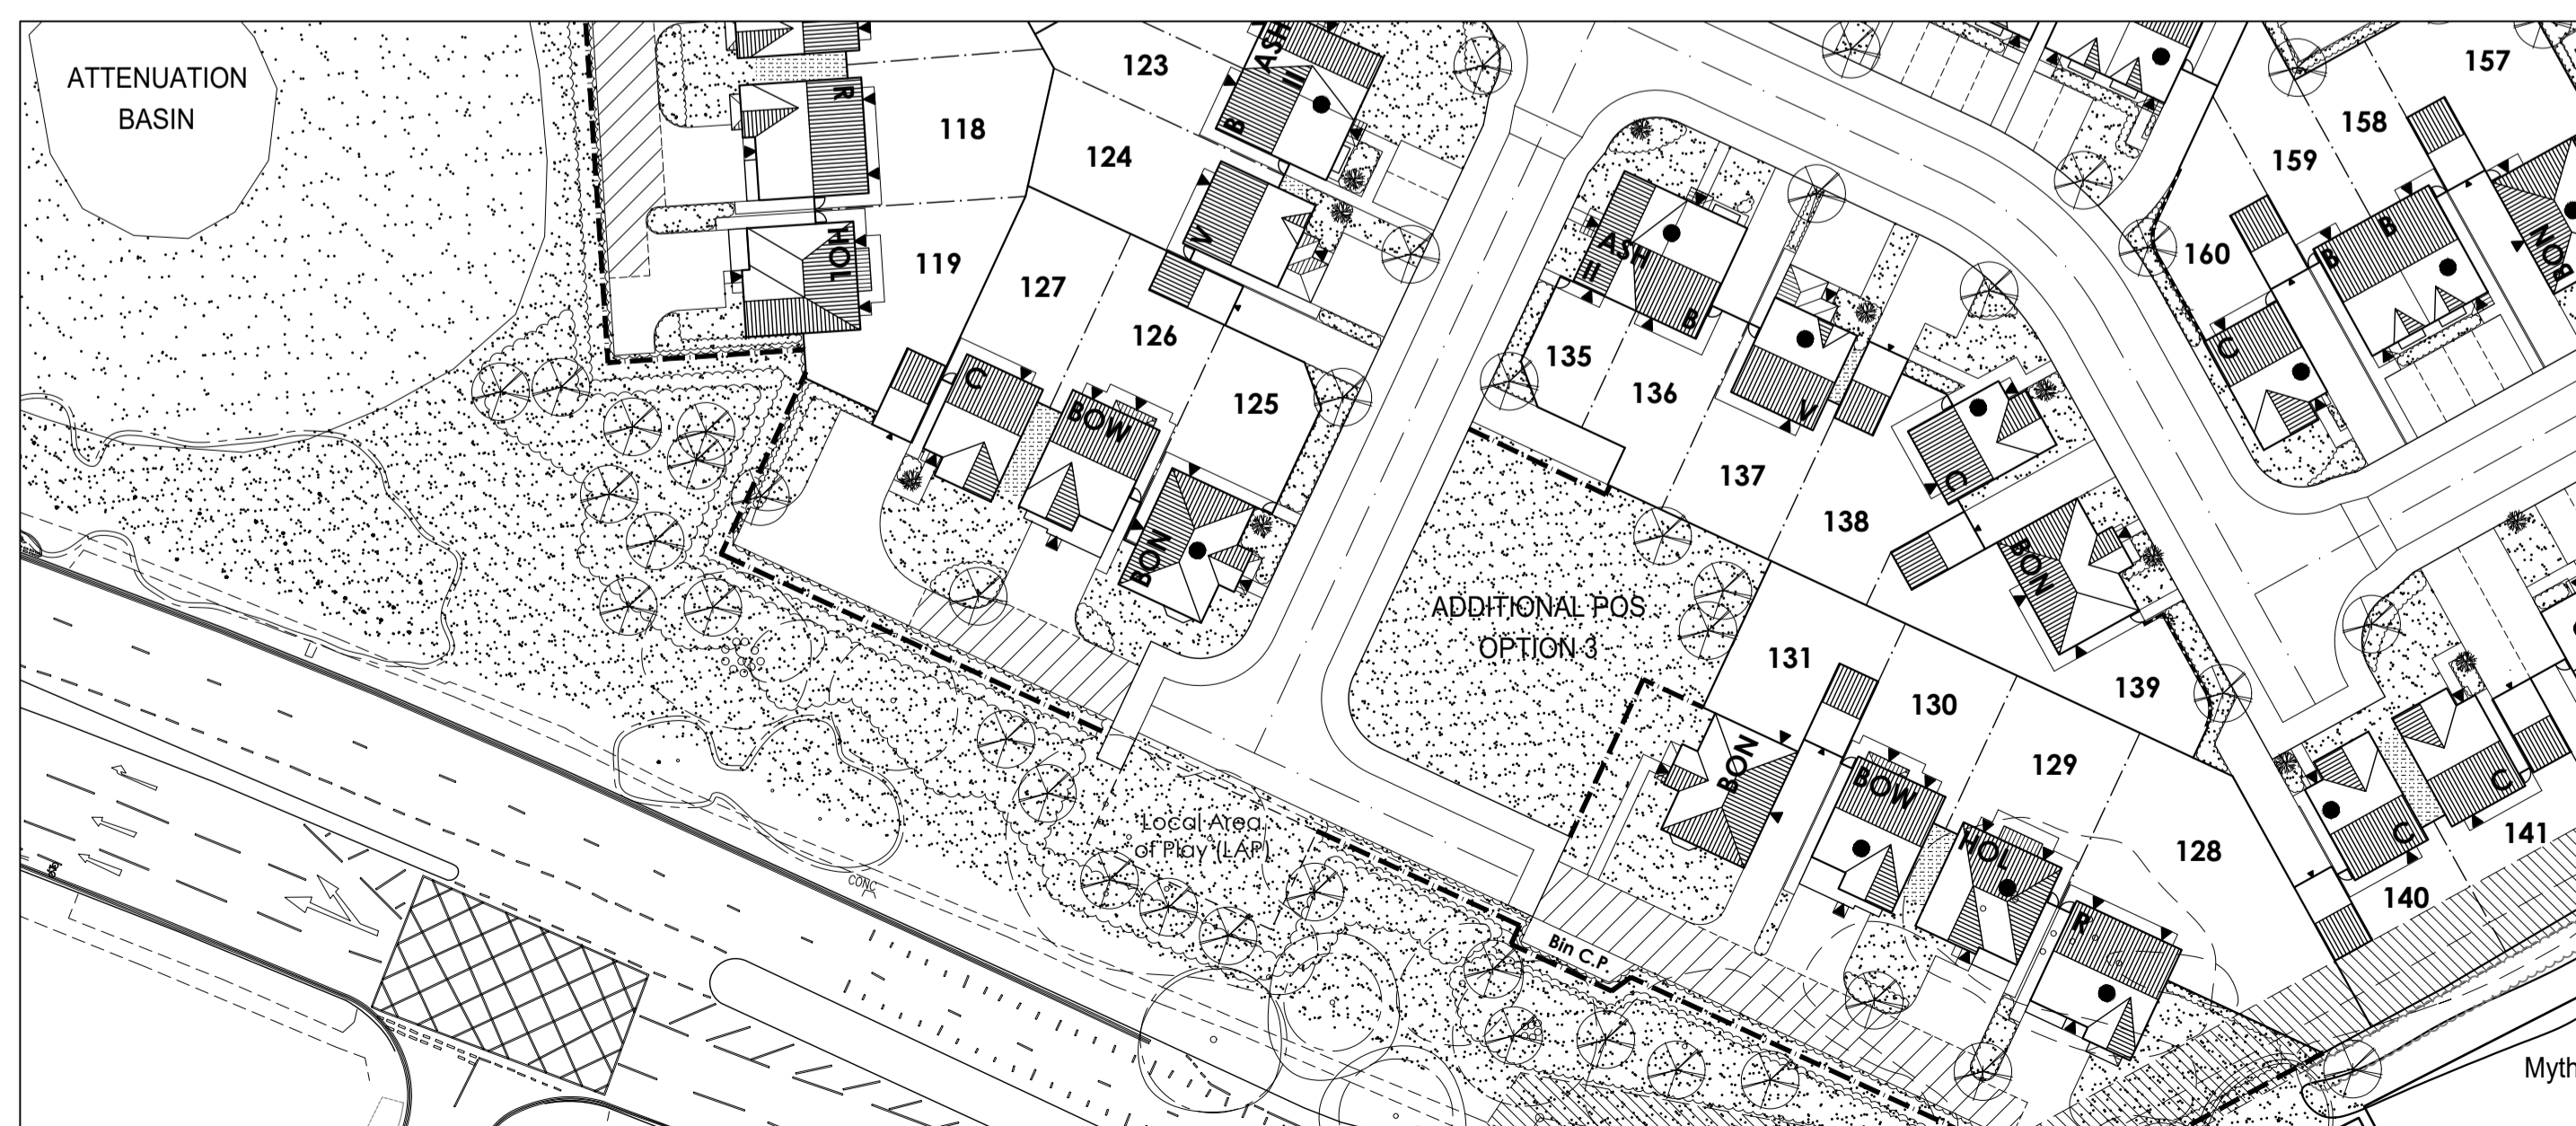 ATTENUATION
BASIN
123
ASH
III
B
R
118
124
V
HOL
119
127
126
125
C
BOW
BON
157
158
159
160
B
B
BON
C
ASH
II
B
135
136
V
137
138
C
BON
139
ADDITIONAL POS
OPTION 3
131
130
129
128
BON
BOW
HOL
R
C
C
141
140
Local Area
of Play (LAP)
CONC
Bin C.P
Myth